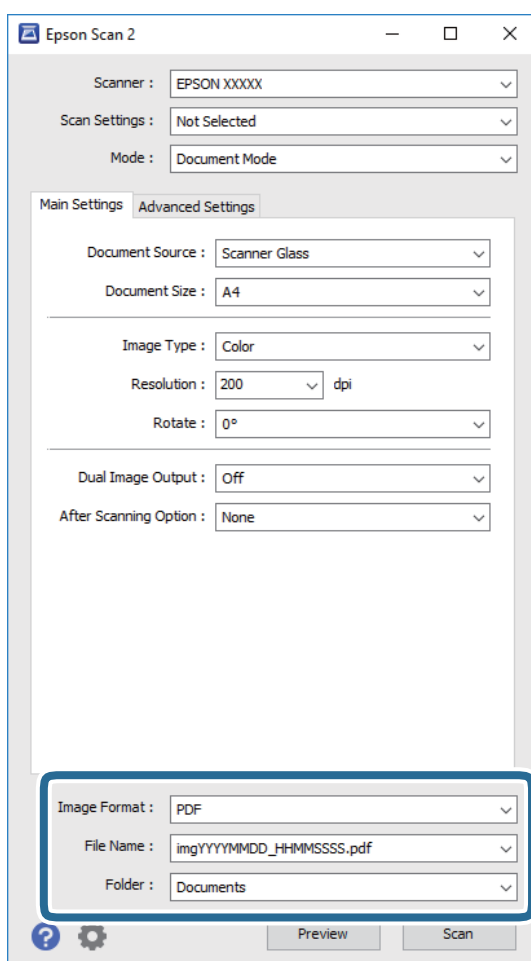 Epson Scan 2
Scanner : EPSON XXXXX
Scan Settings : Not Selected
Mode : Document Mode
Main Settings Advanced Settings
Document Source : Scanner Glass
Document Size : A4
Image Type : Color
Resolution : 200 dpi
Rotate : 0°
Dual Image Output : Off
After Scanning Option : None
Image Format : PDF
File Name : imgYYYYMMDD_HHMMSSSS.pdf
Folder : Documents
? Preview Scan